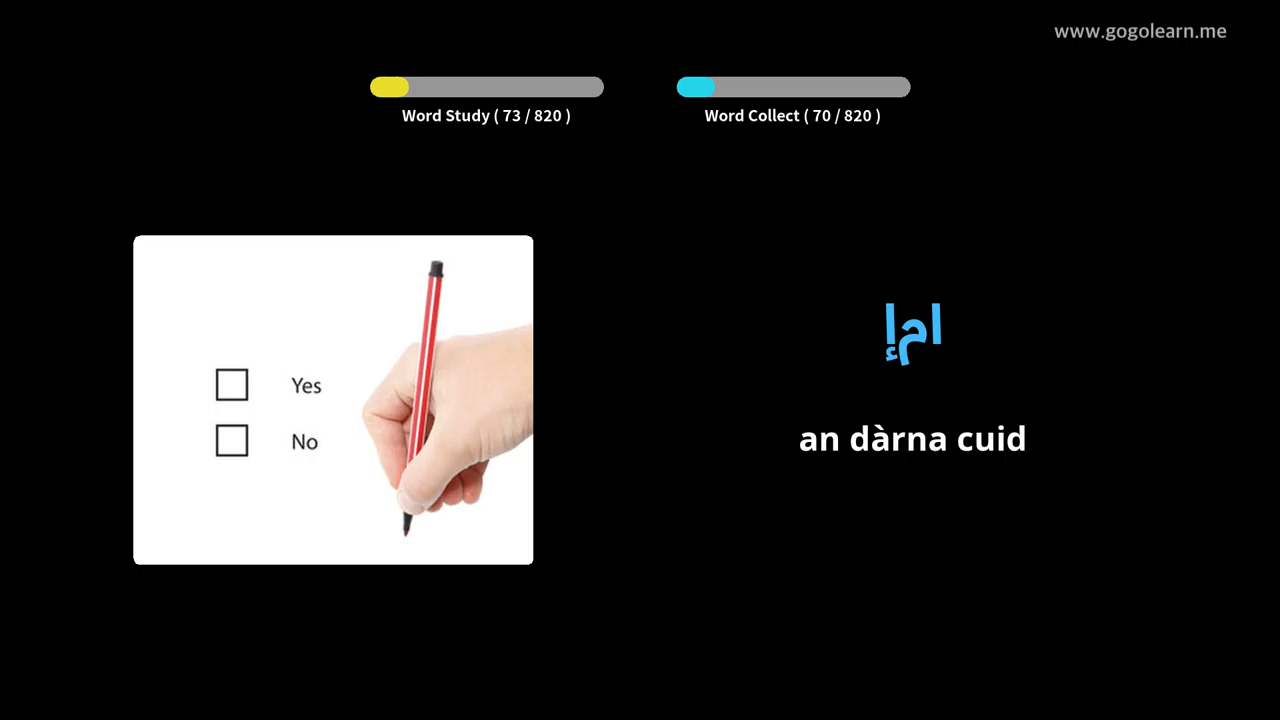 www.gogolearn.me
Word Study ( 73 / 820 )
Word Collect ( 70 / 820 )
Yes
No
إما
an dàrna cuid